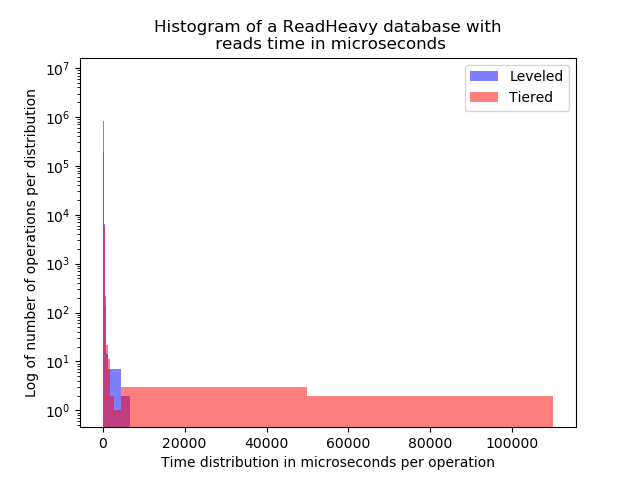 Histogram of a ReadHeavy database with
reads time in microseconds
Leveled
Tiered
Log of number of operations per distribution
10⁷
10⁶
10⁵
10⁴
10³
10²
10¹
10⁰
0 20000 40000 60000 80000 100000
Time distribution in microseconds per operation